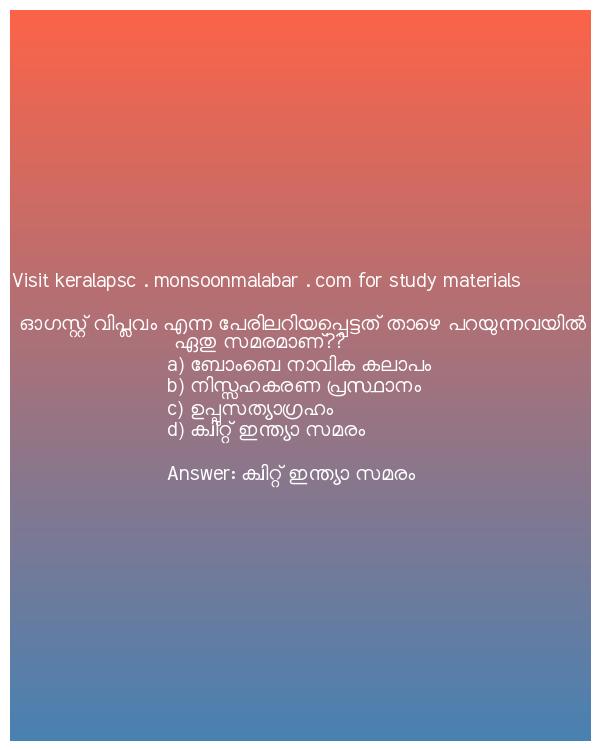 Visit keralapsc . monsoonmalabar . com for study materials
ഓഗസ്റ്റ് വിപ്ലവം എന്ന പേരിലറിയപ്പെട്ടത് താഴെ പറയുന്നവയിൽ
ഏതു സമരമാണ്??
a) ബോംബെ നാവിക കലാപം
b) നിസ്സഹകരണ പ്രസ്ഥാനം
c) ഉപ്പുസത്യാഗ്രഹം
d) ക്വിറ്റ് ഇന്ത്യാ സമരം
Answer: ക്വിറ്റ് ഇന്ത്യാ സമരം